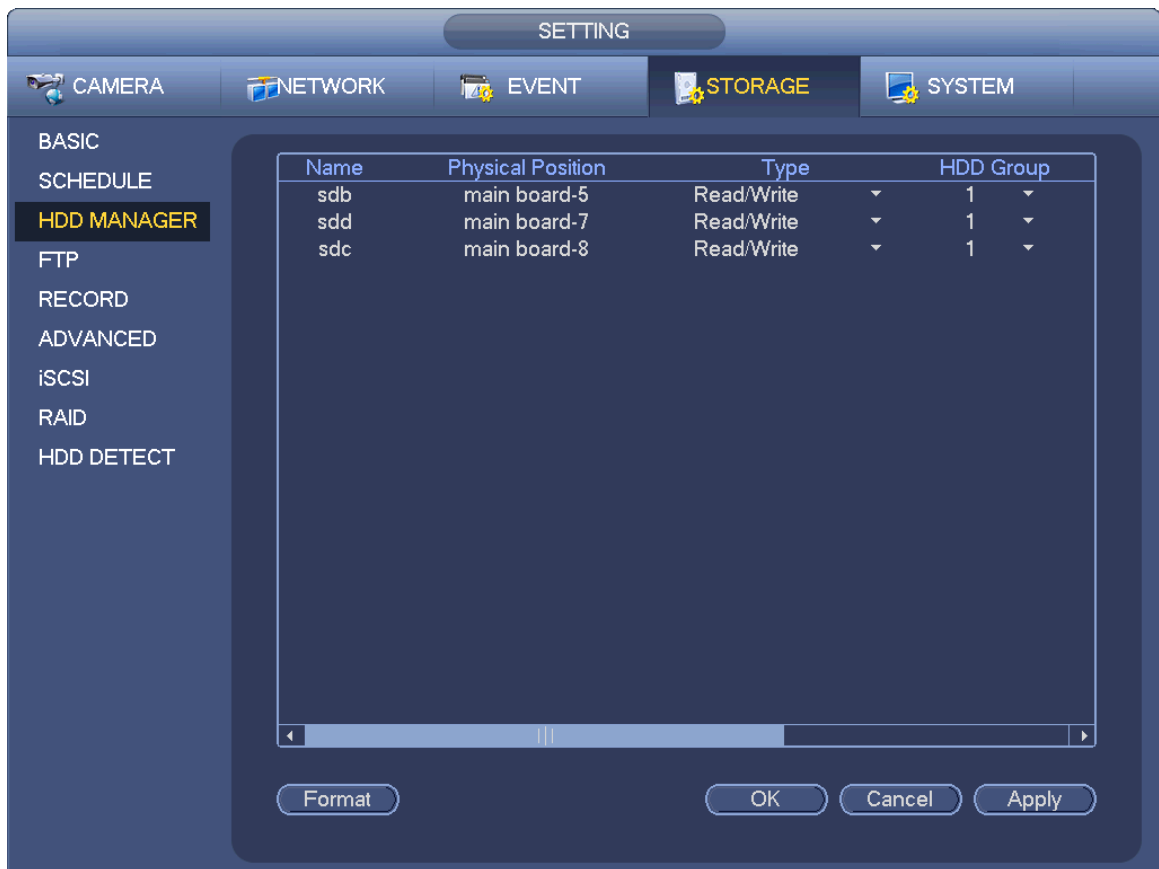 SETTING
CAMERA NETWORK EVENT STORAGE SYSTEM
BASIC
SCHEDULE
HDD MANAGER
FTP
RECORD
ADVANCED
iSCSI
RAID
HDD DETECT
Name Physical Position Type HDD Group
sdb main board-5 Read/Write 1
sdd main board-7 Read/Write 1
sdc main board-8 Read/Write 1
Format OK Cancel Apply